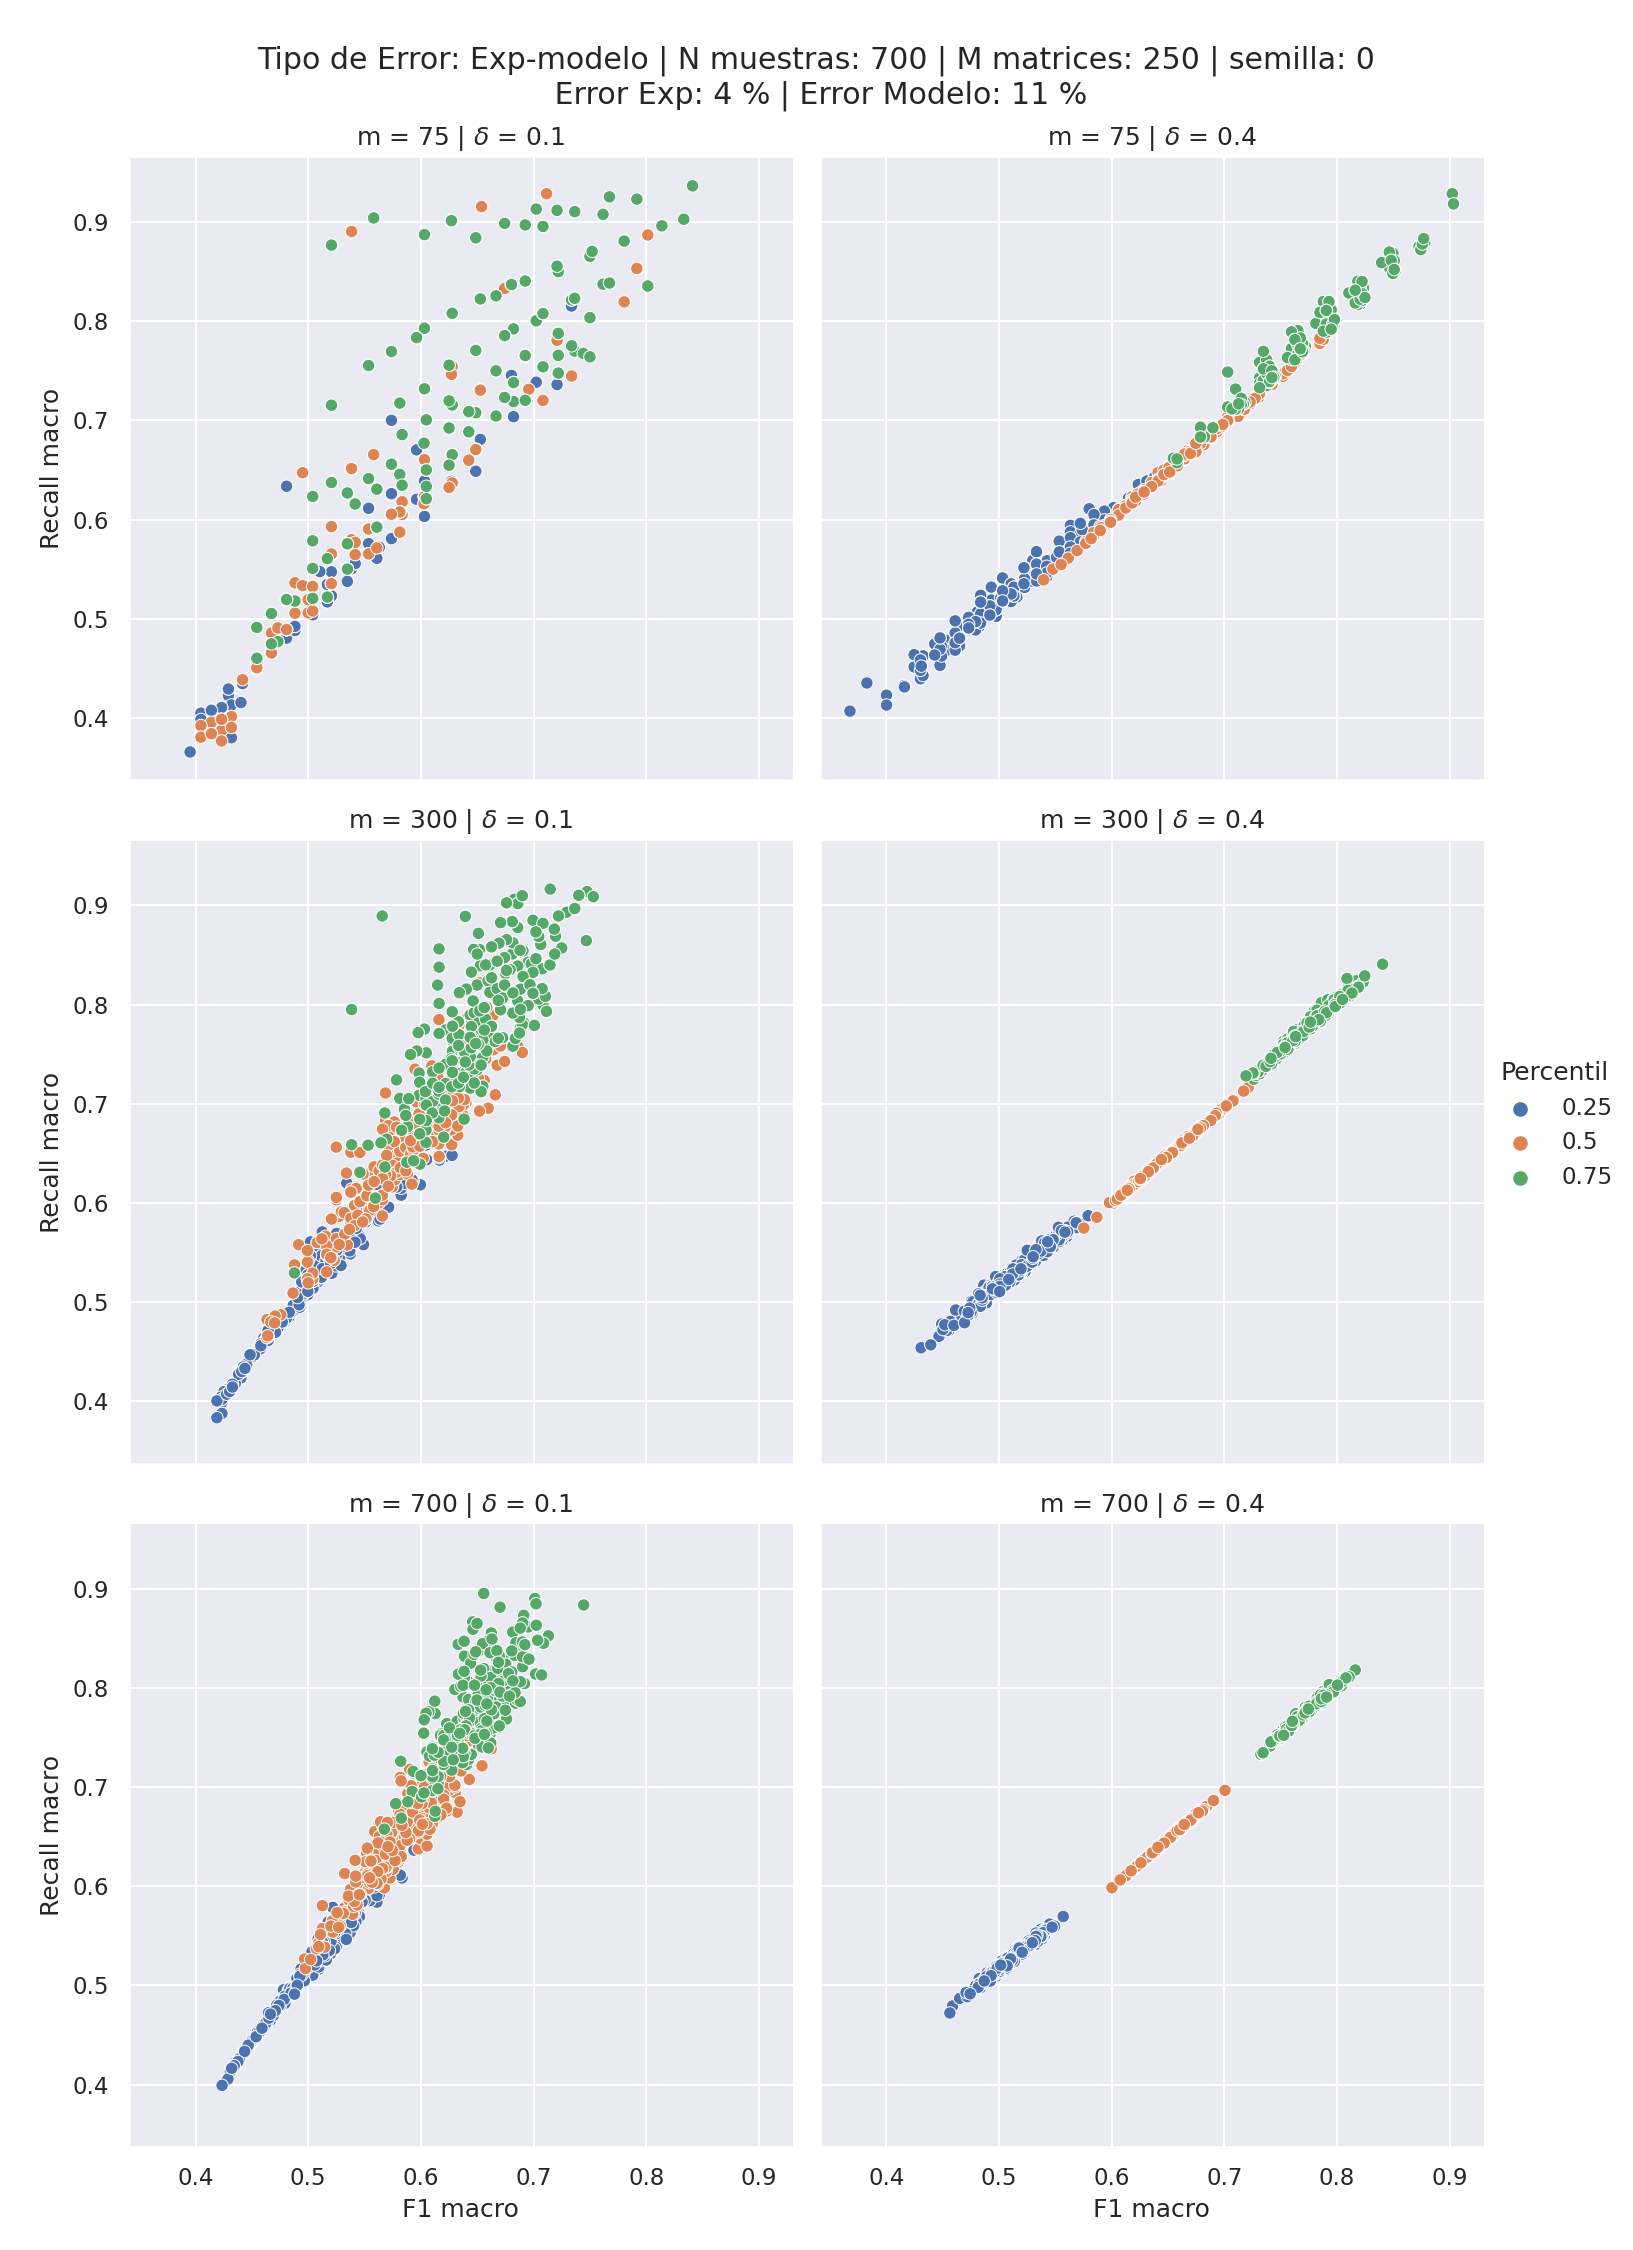 Tipo de Error: Exp-modelo | N muestras: 700 | M matrices: 250 | semilla: 0
Error Exp: 4 % | Error Modelo: 11 %
m = 75 | δ = 0.1
m = 75 | δ = 0.4
0.9
0.8
0.7
0.6
0.5
0.4
Recall macro
m = 300 | δ = 0.1
m = 300 | δ = 0.4
0.9
0.8
0.7
0.6
0.5
0.4
Recall macro
Percentil
0.25
0.5
0.75
m = 700 | δ = 0.1
m = 700 | δ = 0.4
0.9
0.8
0.7
0.6
0.5
0.4
Recall macro
0.4 0.5 0.6 0.7 0.8 0.9
F1 macro
0.4 0.5 0.6 0.7 0.8 0.9
F1 macro